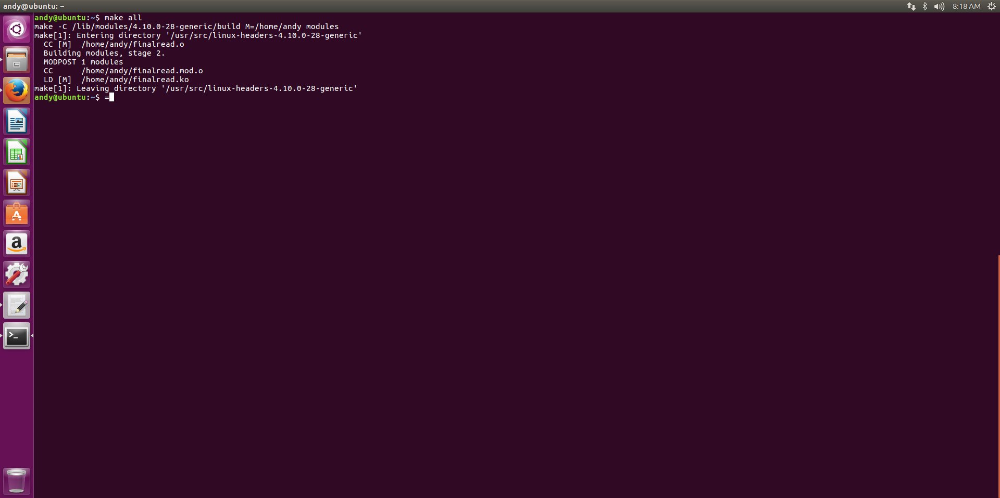 andy@ubuntu: ~
8:18 AM
andy@ubuntu:~$ make all
make -C /lib/modules/4.10.0-28-generic/build M=/home/andy modules
make[1]: Entering directory '/usr/src/linux-headers-4.10.0-28-generic'
  CC [M]  /home/andy/finalread.o
  Building modules, stage 2.
  MODPOST 1 modules
  CC      /home/andy/finalread.mod.o
  LD [M]  /home/andy/finalread.ko
make[1]: Leaving directory '/usr/src/linux-headers-4.10.0-28-generic'
andy@ubuntu:~$ =